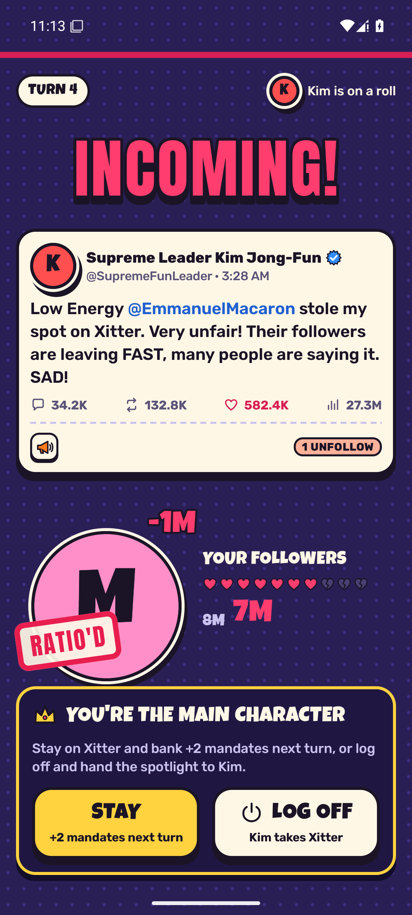 11:13
TURN 4
K
Kim is on a roll
INCOMING!
K
Supreme Leader Kim Jong-Fun
@SupremeFunLeader • 3:28 AM
Low Energy @EmmanuelMacaron stole my
spot on Xitter. Very unfair! Their followers
are leaving FAST, many people are saying it.
SAD!
34.2K 132.8K 582.4K 27.3M
1 UNFOLLOW
-1M
M
RATIO'D
YOUR FOLLOWERS
8M 7M
YOU'RE THE MAIN CHARACTER
Stay on Xitter and bank +2 mandates next turn, or log
off and hand the spotlight to Kim.
STAY
+2 mandates next turn
LOG OFF
Kim takes Xitter